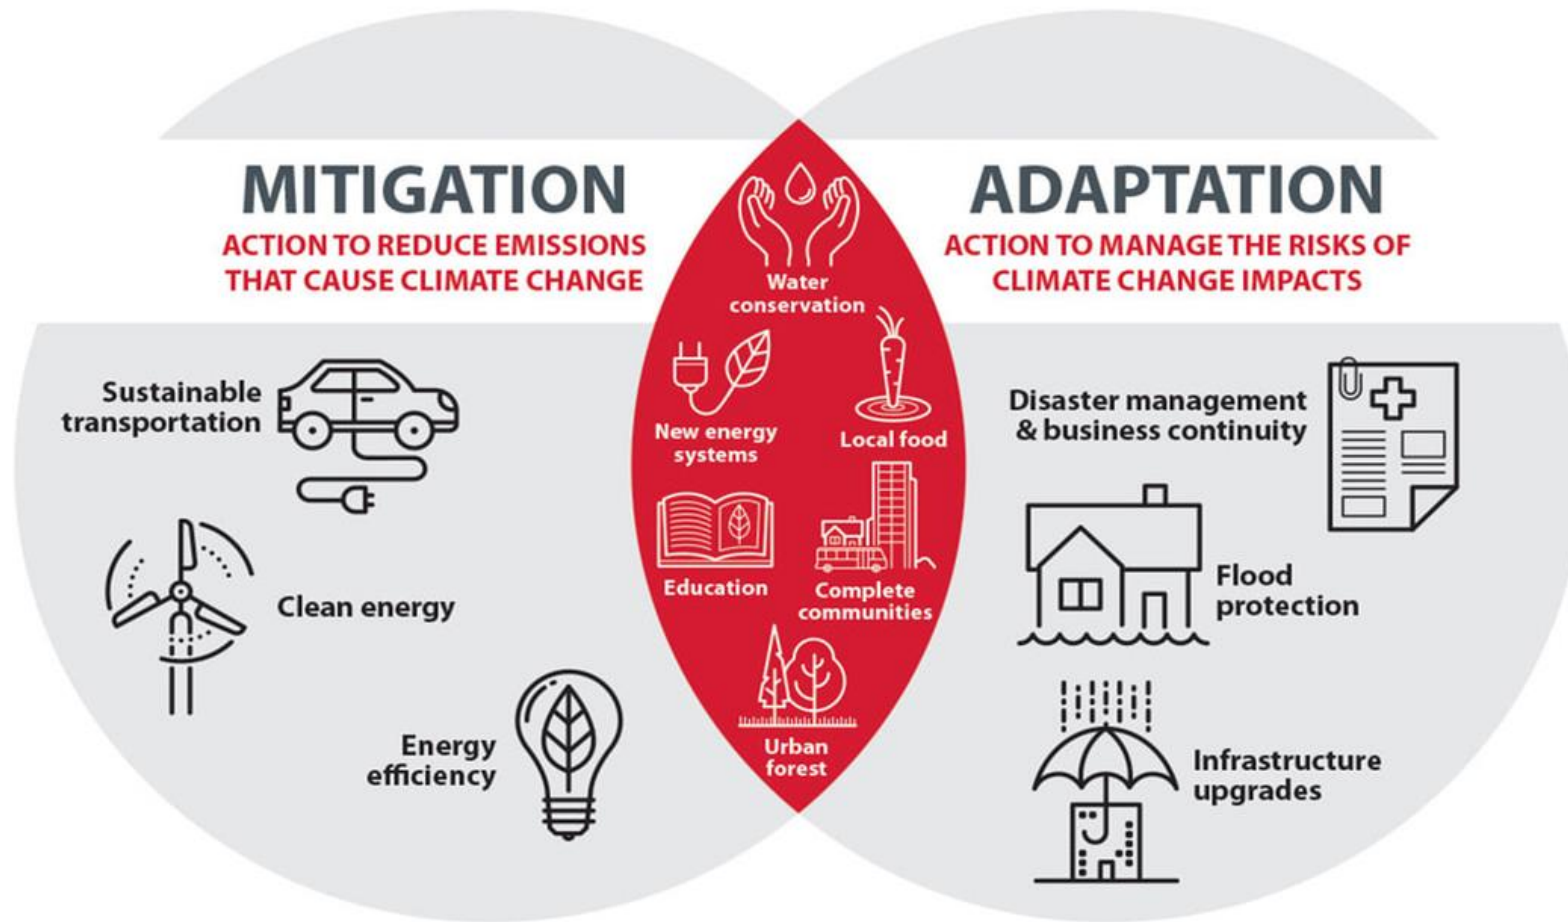 MITIGATION
ACTION TO REDUCE EMISSIONS
THAT CAUSE CLIMATE CHANGE
Sustainable
transportation
Clean energy
Energy
efficiency
Water
conservation
New energy
systems
Local food
Education
Complete
communities
Urban
forest
ADAPTATION
ACTION TO MANAGE THE RISKS OF
CLIMATE CHANGE IMPACTS
Disaster management
& business continuity
Flood
protection
Infrastructure
upgrades